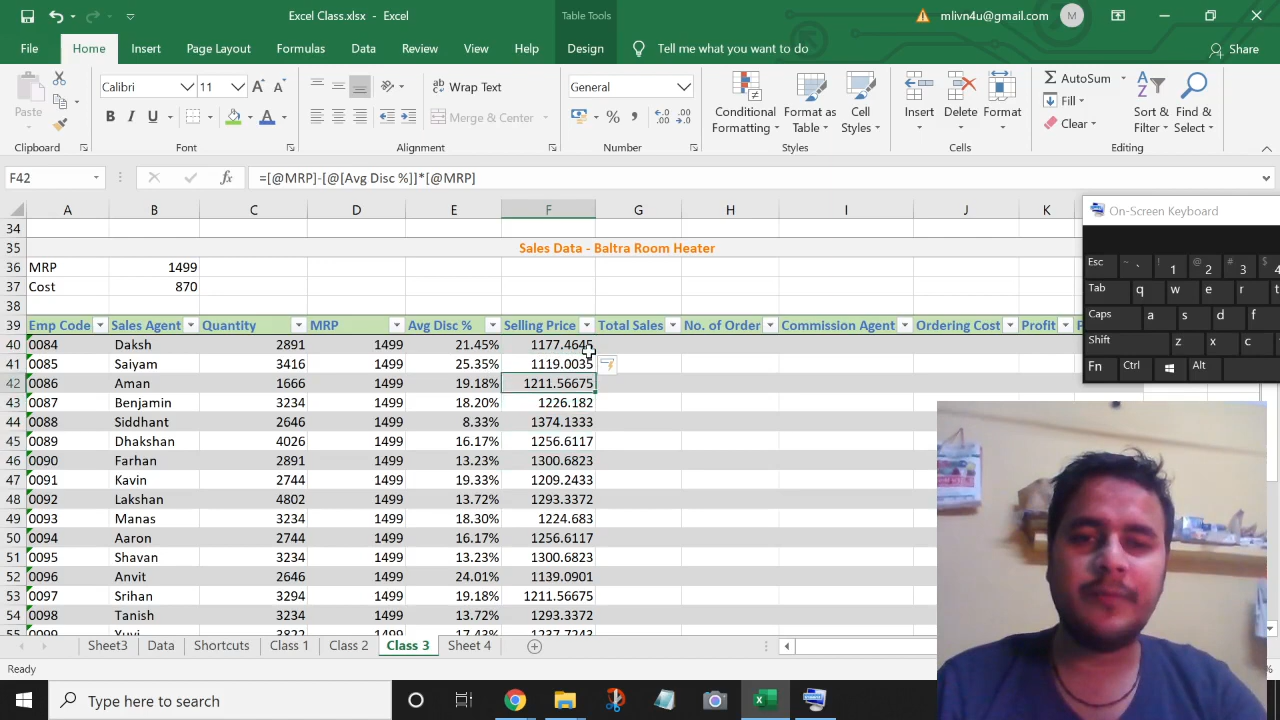 Excel Class.xlsx - Excel
Table Tools
mlivn4u@gmail.com
M
File Home Insert Page Layout Formulas Data Review View Help Design Tell me what you want to do Share
Paste
Calibri 11
Wrap Text
General
Conditional Formatting
Format as Table
Cell Styles
Insert Delete Format
AutoSum
Fill
Clear
Sort & Filter
Find & Select
B I U
Merge & Center
Clipboard Font Alignment Number Styles Cells Editing
F42 fx =[@MRP]-[@[Avg Disc %]]*[@MRP]
A B C D E F G H I J K
34
35 Sales Data - Baltra Room Heater
36 MRP 1499
37 Cost 870
38
39 Emp Code Sales Agent Quantity MRP Avg Disc % Selling Price Total Sales No. of Order Commission Agent Ordering Cost Profit
40 0084 Daksh 2891 1499 21.45% 1177.4645
41 0085 Saiyam 3416 1499 25.35% 1119.0035
42 0086 Aman 1666 1499 19.18% 1211.56675
43 0087 Benjamin 3234 1499 18.20% 1226.182
44 0088 Siddhant 2646 1499 8.33% 1374.1333
45 0089 Dhakshan 4026 1499 16.17% 1256.6117
46 0090 Farhan 2891 1499 13.23% 1300.6823
47 0091 Kavin 2744 1499 19.33% 1209.2433
48 0092 Lakshan 4802 1499 13.72% 1293.3372
49 0093 Manas 3234 1499 18.30% 1224.683
50 0094 Aaron 2744 1499 16.17% 1256.6117
51 0095 Shavan 3234 1499 13.23% 1300.6823
52 0096 Anvit 2646 1499 24.01% 1139.0901
53 0097 Srihan 3294 1499 19.18% 1211.56675
54 0098 Tanish 3234 1499 13.72% 1293.3372
55 0099 Yuvi 3822 1499 17.43% 1237.7243
On-Screen Keyboard
Esc ~ ` ! 1 @ 2 # 3 $ 4
Tab q w e r t
Caps a s d f
Shift z x c
Fn Ctrl Alt
Sheet3 Data Shortcuts Class 1 Class 2 Class 3 Sheet 4
Ready
Type here to search